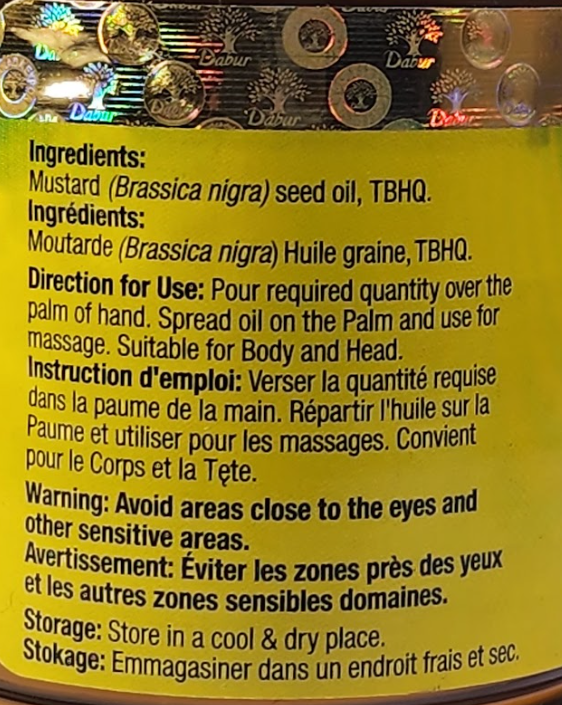 Dabur Dabur Dabur
Dabur Dabur Dabur
Ingredients:
Mustard (Brassica nigra) seed oil, TBHQ.
Ingrédients:
Moutarde (Brassica nigra) Huile graine, TBHQ.
Direction for Use: Pour required quantity over the
palm of hand. Spread oil on the Palm and use for
massage. Suitable for Body and Head.
Instruction d'emploi: Verser la quantité requise
dans la paume de la main. Répartir l'huile sur la
Paume et utiliser pour les massages. Convient
pour le Corps et la Tęte.
Warning: Avoid areas close to the eyes and
other sensitive areas.
Avertissement: Éviter les zones près des yeux
et les autres zones sensibles domaines.
Storage: Store in a cool & dry place.
Stokage: Emmagasiner dans un endroit frais et sec.